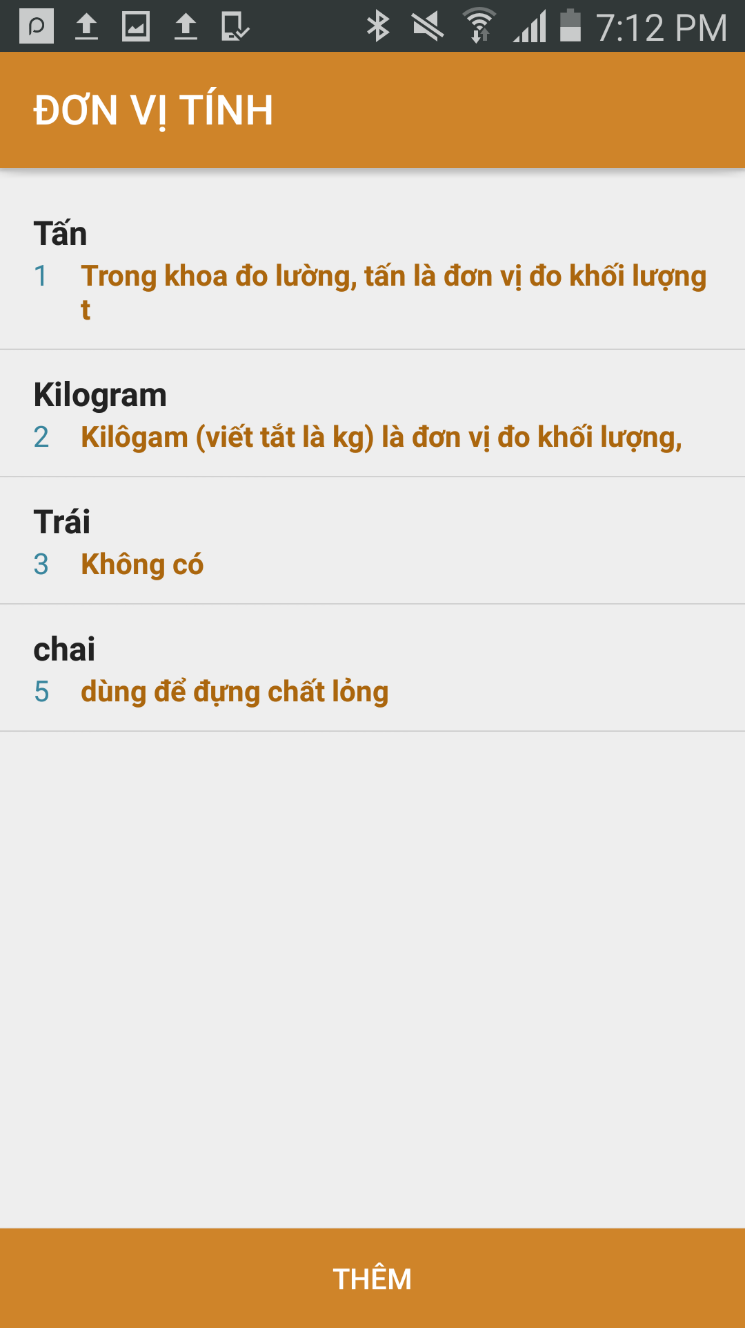 7:12 PM
ĐƠN VỊ TÍNH
Tấn
1 Trong khoa đo lường, tấn là đơn vị đo khối lượng
t
Kilogram
2 Kilôgam (viết tắt là kg) là đơn vị đo khối lượng,
Trái
3 Không có
chai
5 dùng để đựng chất lỏng
THÊM